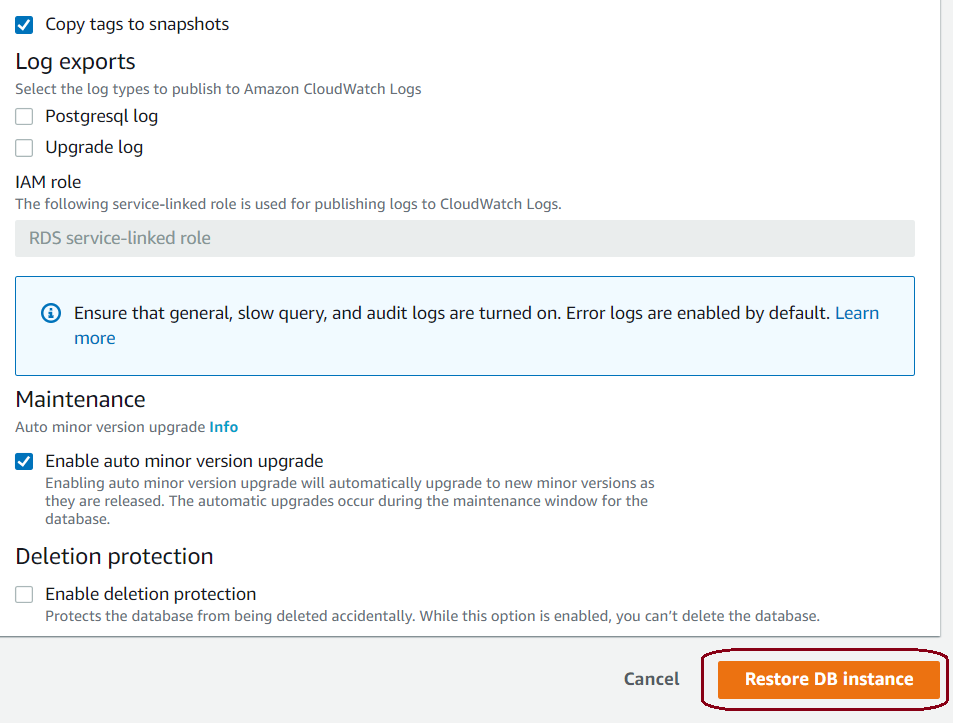 Copy tags to snapshots
Log exports
Select the log types to publish to Amazon CloudWatch Logs
Postgresql log
Upgrade log
IAM role
The following service-linked role is used for publishing logs to CloudWatch Logs.
RDS service-linked role
Ensure that general, slow query, and audit logs are turned on. Error logs are enabled by default. Learn
more
Maintenance
Auto minor version upgrade Info
Enable auto minor version upgrade
Enabling auto minor version upgrade will automatically upgrade to new minor versions as
they are released. The automatic upgrades occur during the maintenance window for the
database.
Deletion protection
Enable deletion protection
Protects the database from being deleted accidentally. While this option is enabled, you can’t delete the database.
Cancel Restore DB instance